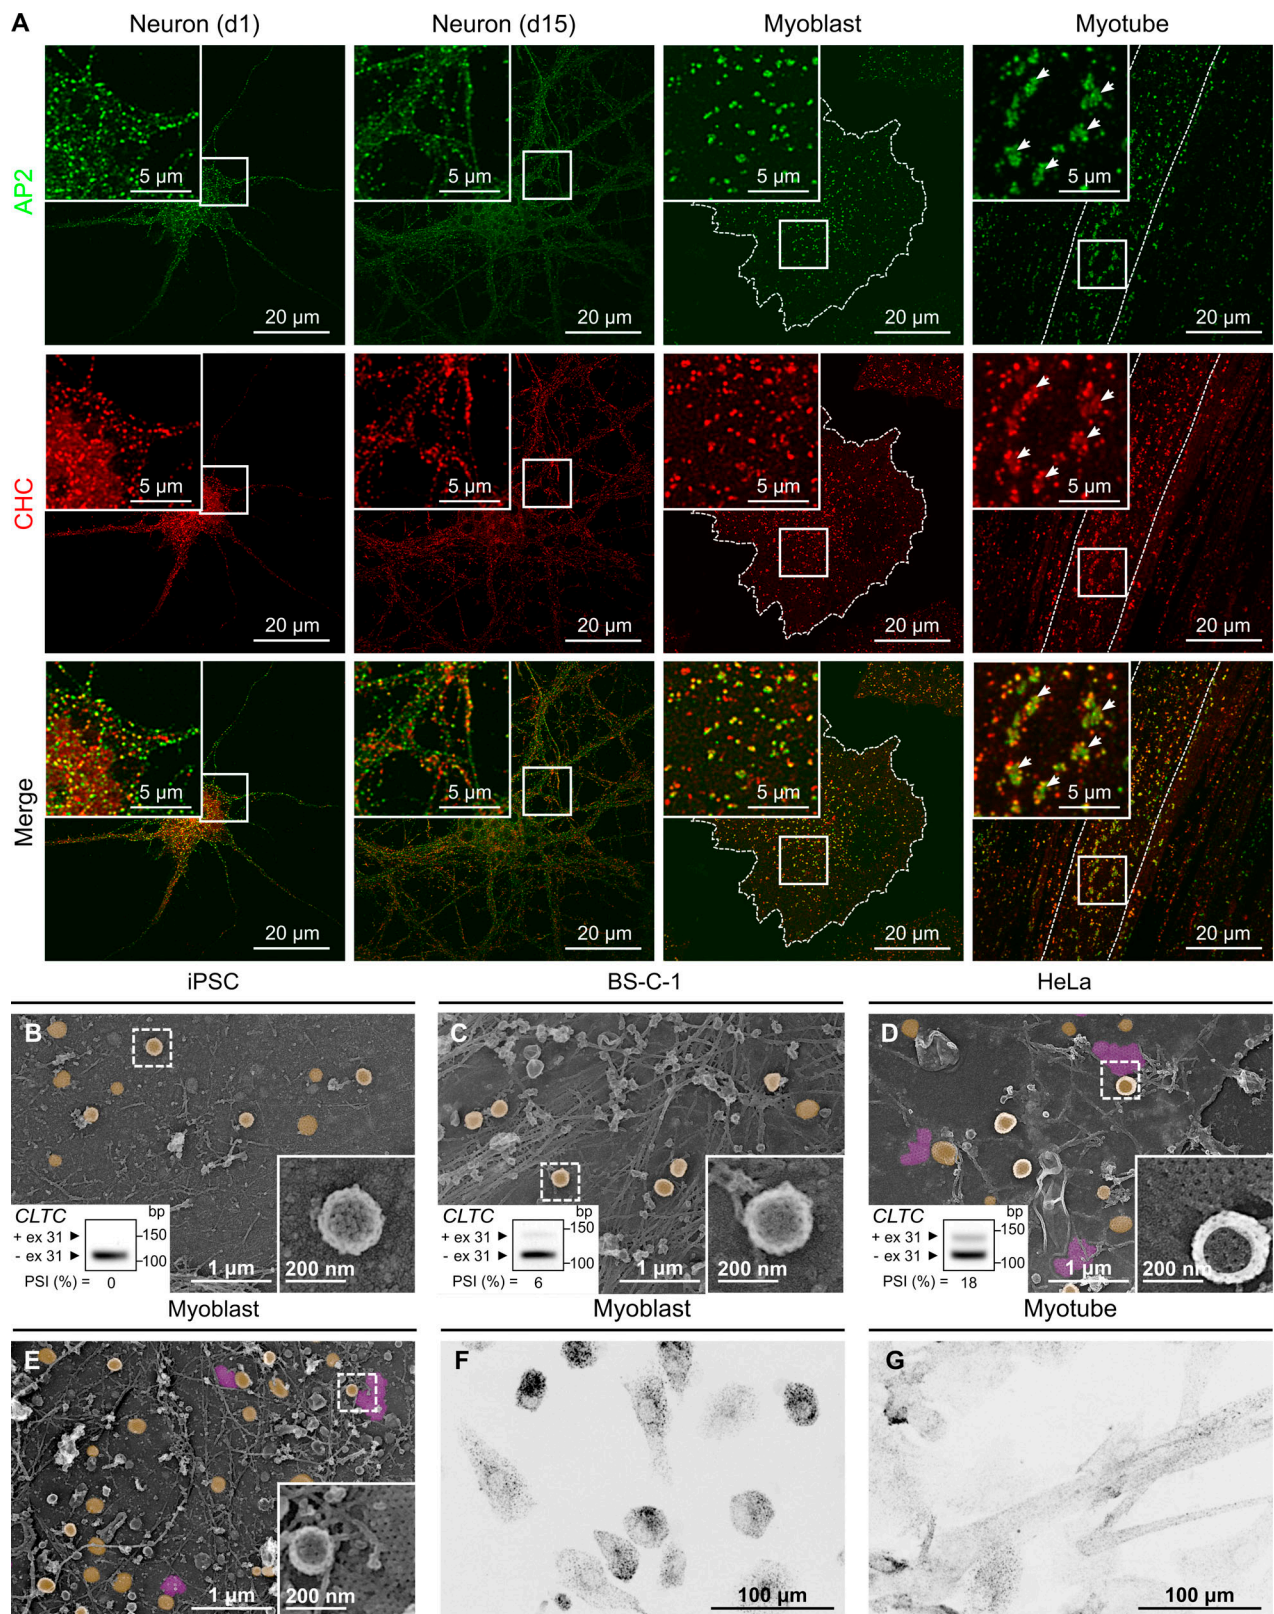 A
Neuron (d1)
Neuron (d15)
Myoblast
Myotube
AP2
5 µm
20 µm
5 µm
20 µm
5 µm
20 µm
5 µm
20 µm
CHC
5 µm
20 µm
5 µm
20 µm
5 µm
20 µm
5 µm
20 µm
Merge
5 µm
20 µm
5 µm
20 µm
5 µm
20 µm
5 µm
20 µm
iPSC
BS-C-1
HeLa
B
CLTC
bp
+ ex 31
150
- ex 31
100
PSI (%) = 0
1 µm
200 nm
C
CLTC
bp
+ ex 31
150
- ex 31
100
PSI (%) = 6
1 µm
200 nm
D
CLTC
bp
+ ex 31
150
- ex 31
100
PSI (%) = 18
1 µm
200 nm
Myoblast
Myoblast
Myotube
E
1 µm
200 nm
F
100 µm
G
100 µm